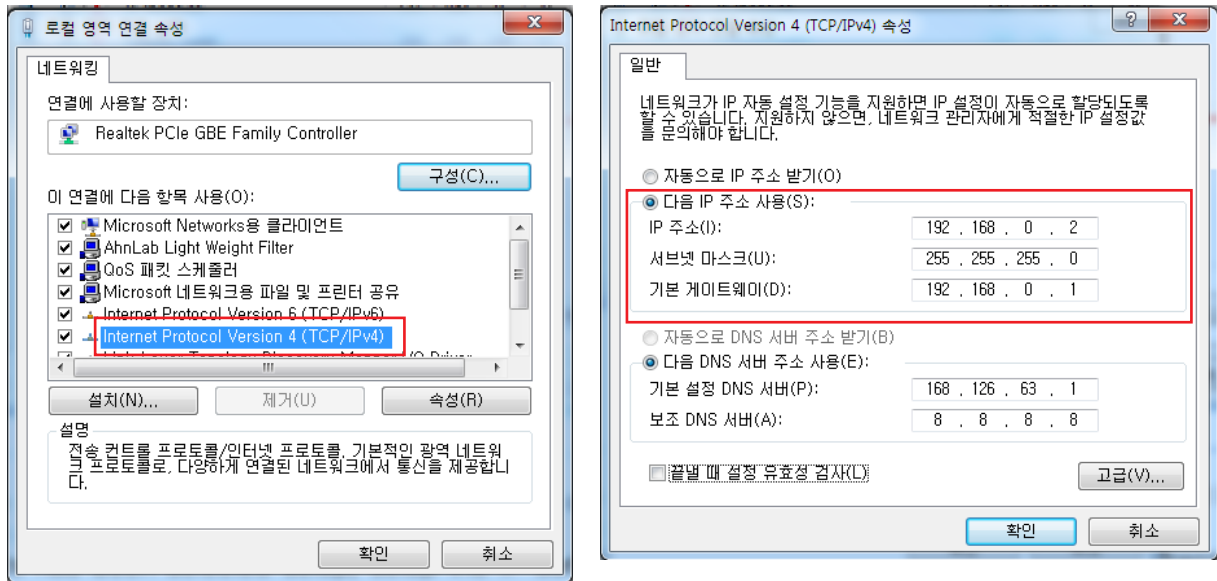 로컬 영역 연결 속성
네트워킹
연결에 사용할 장치:
Realtek PCIe GBE Family Controller
구성(C)...
이 연결에 다음 항목 사용(O):
Microsoft Networks용 클라이언트
AhnLab Light Weight Filter
QoS 패킷 스케줄러
Microsoft 네트워크용 파일 및 프린터 공유
Internet Protocol Version 6 (TCP/IPv6)
Internet Protocol Version 4 (TCP/IPv4)
설치(N)...
제거(U)
속성(R)
설명
전송 컨트롤 프로토콜/인터넷 프로토콜. 기본적인 광역 네트워
크 프로토콜로, 다양하게 연결된 네트워크에서 통신을 제공합니
다.
확인
취소
Internet Protocol Version 4 (TCP/IPv4) 속성
일반
네트워크가 IP 자동 설정 기능을 지원하면 IP 설정이 자동으로 할당되도록
할 수 있습니다. 지원하지 않으면, 네트워크 관리자에게 적절한 IP 설정값
을 문의해야 합니다.
자동으로 IP 주소 받기(O)
다음 IP 주소 사용(S):
IP 주소(I): 192 . 168 . 0 . 2
서브넷 마스크(U): 255 . 255 . 255 . 0
기본 게이트웨이(D): 192 . 168 . 0 . 1
자동으로 DNS 서버 주소 받기(B)
다음 DNS 서버 주소 사용(E):
기본 설정 DNS 서버(P): 168 . 126 . 63 . 1
보조 DNS 서버(A): 8 . 8 . 8 . 8
끝낼 때 설정 유효성 검사(L)
고급(V)...
확인
취소